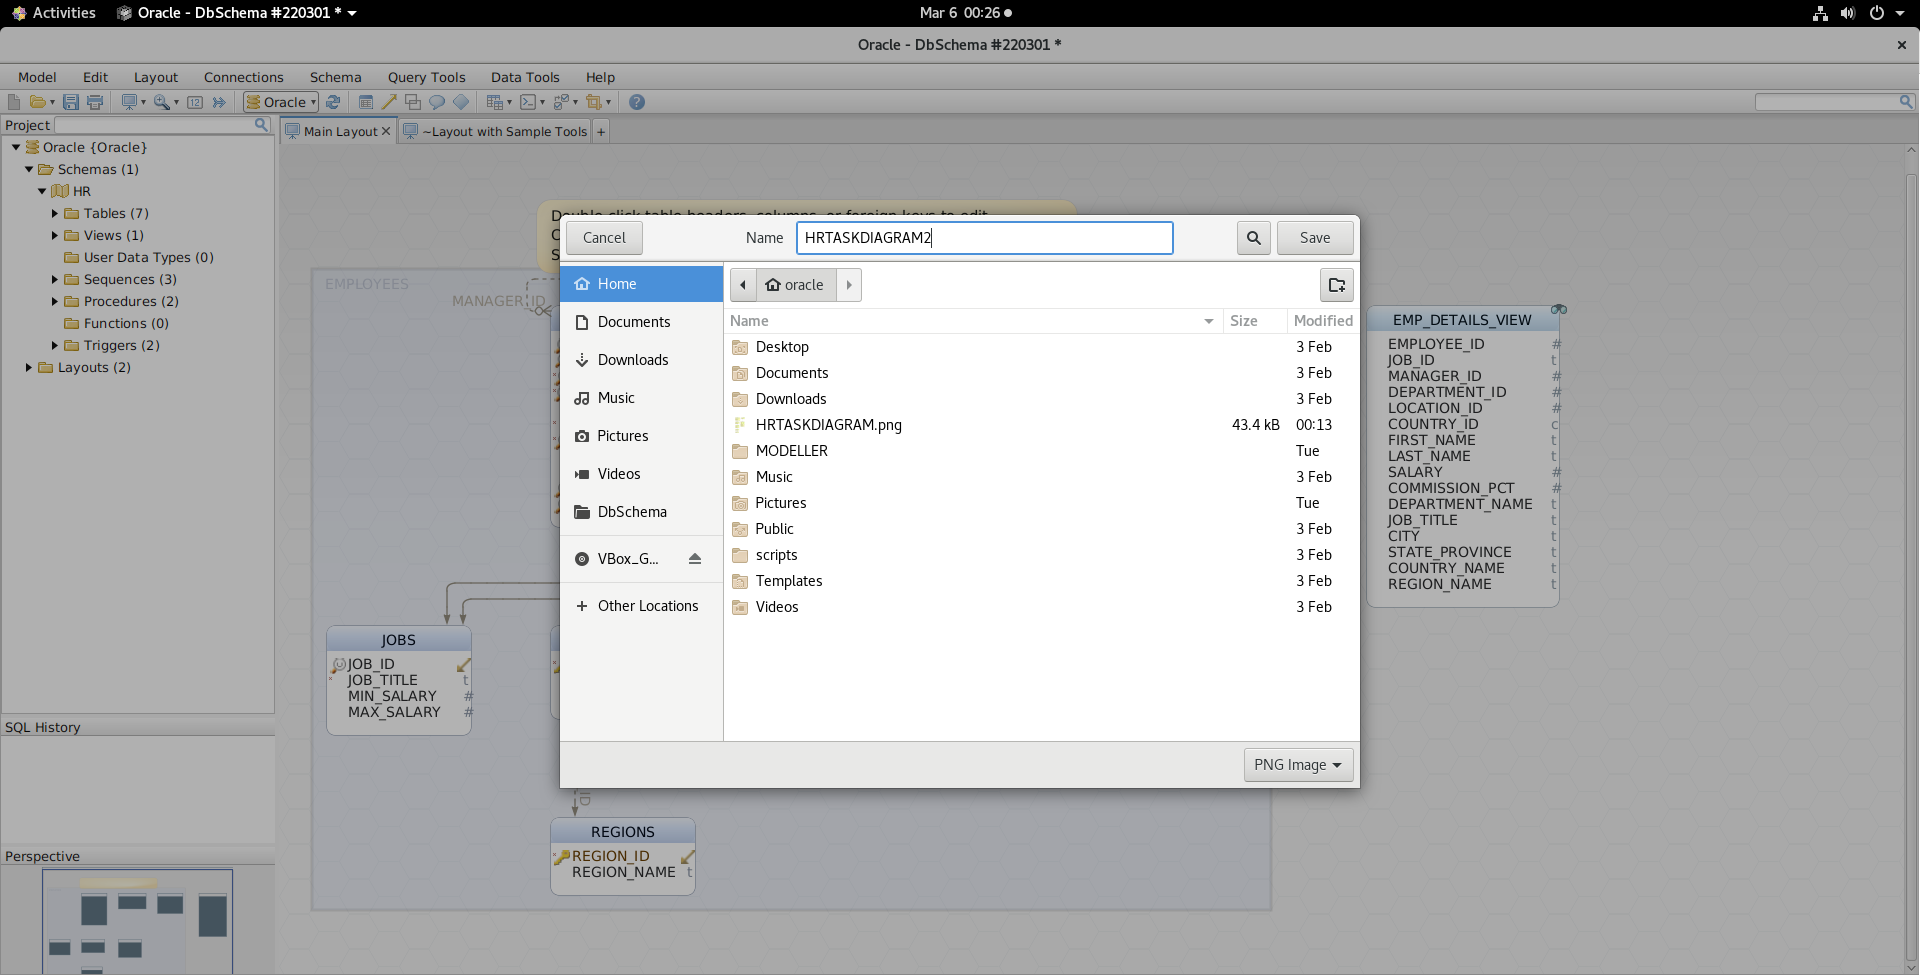 Activities
Oracle - DbSchema #220301 *
Mar 6 00:26
Oracle - DbSchema #220301 *
Model Edit Layout Connections Schema Query Tools Data Tools Help
12
Oracle
Project
Main Layout
~Layout with Sample Tools
+
Oracle {Oracle}
Schemas (1)
HR
Tables (7)
Views (1)
User Data Types (0)
Sequences (3)
Procedures (2)
Functions (0)
Triggers (2)
Layouts (2)
SQL History
Perspective
Double click table headers, columns, or foreign keys to edit
EMPLOYEES
MANAGER_ID
Cancel
Name
HRTASKDIAGRAM2
Save
Home
Documents
Downloads
Music
Pictures
Videos
DbSchema
VBox_G...
Other Locations
oracle
Name Size Modified
Desktop 3 Feb
Documents 3 Feb
Downloads 3 Feb
HRTASKDIAGRAM.png 43.4 kB 00:13
MODELLER Tue
Music 3 Feb
Pictures Tue
Public 3 Feb
scripts 3 Feb
Templates 3 Feb
Videos 3 Feb
PNG Image
EMP_DETAILS_VIEW
EMPLOYEE_ID #
JOB_ID t
MANAGER_ID #
DEPARTMENT_ID #
LOCATION_ID #
COUNTRY_ID c
FIRST_NAME t
LAST_NAME t
SALARY #
COMMISSION_PCT #
DEPARTMENT_NAME t
JOB_TITLE t
CITY t
STATE_PROVINCE t
COUNTRY_NAME t
REGION_NAME t
JOBS
JOB_ID
JOB_TITLE t
MIN_SALARY #
MAX_SALARY #
ID
REGIONS
REGION_ID
REGION_NAME t